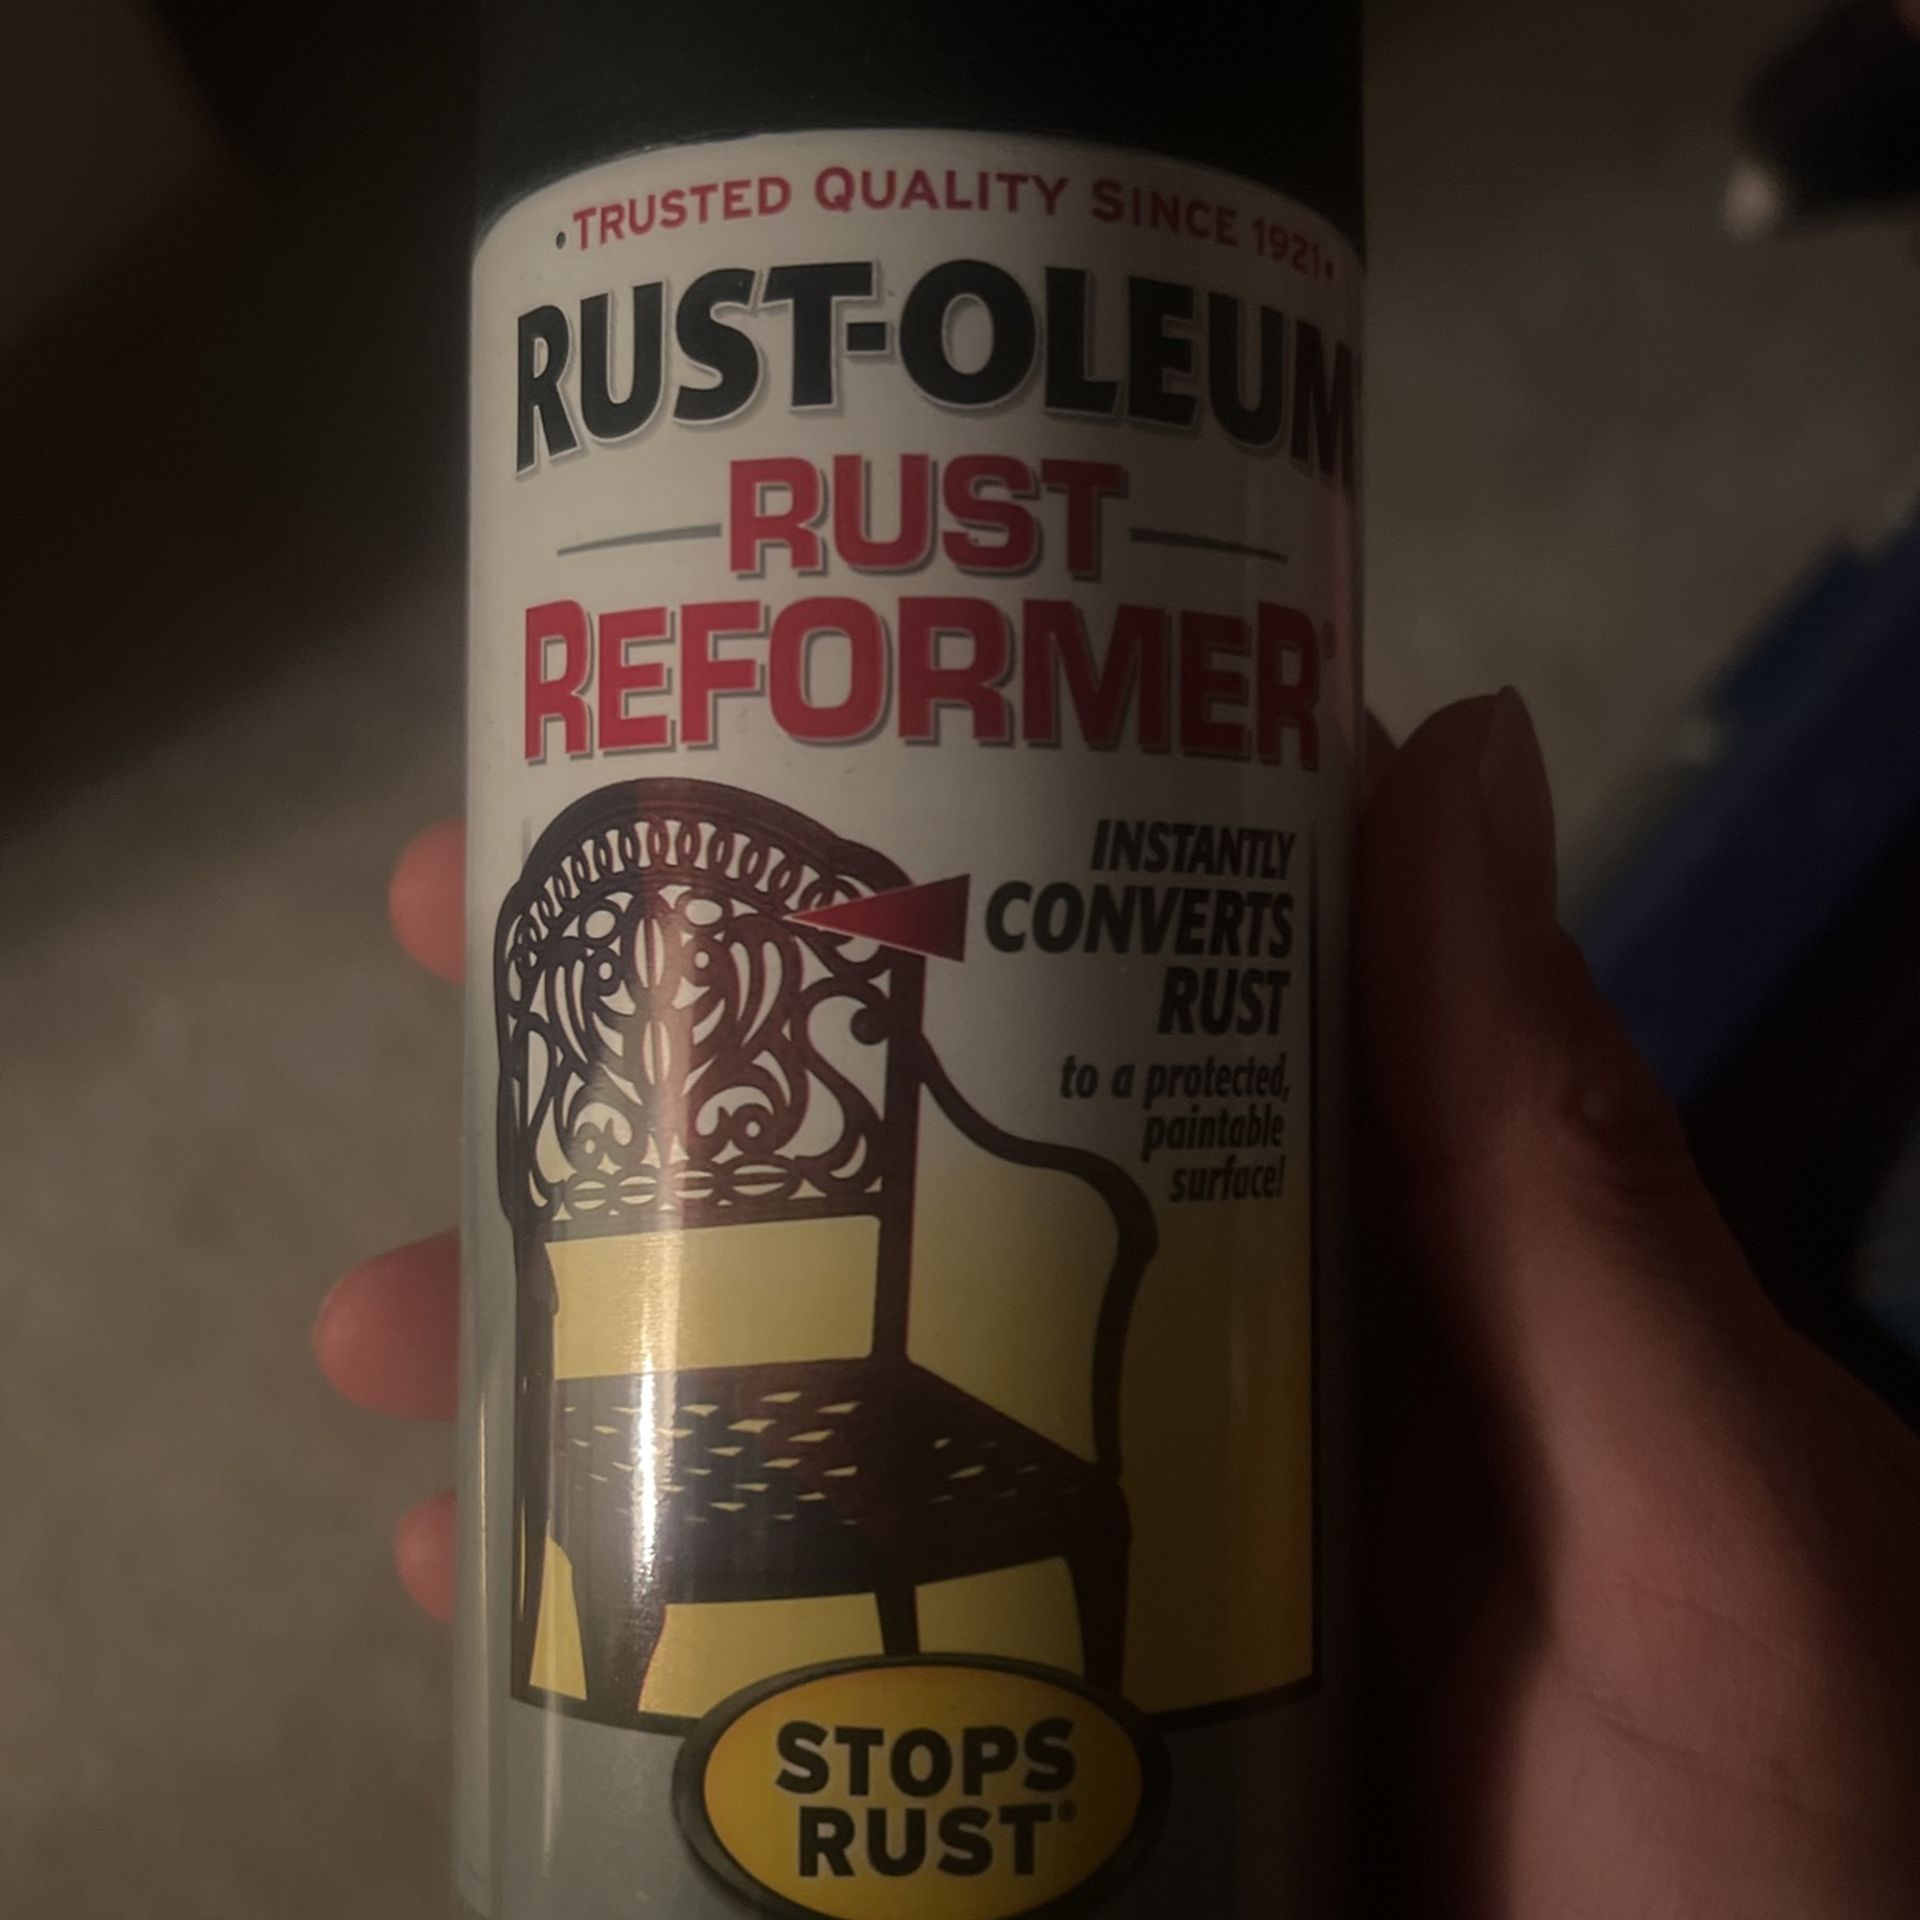 •TRUSTED QUALITY SINCE 1921•
RUST-OLEUM
RUST
REFORMER®
INSTANTLY
CONVERTS
RUST
to a protected,
paintable
surface!
STOPS
RUST®